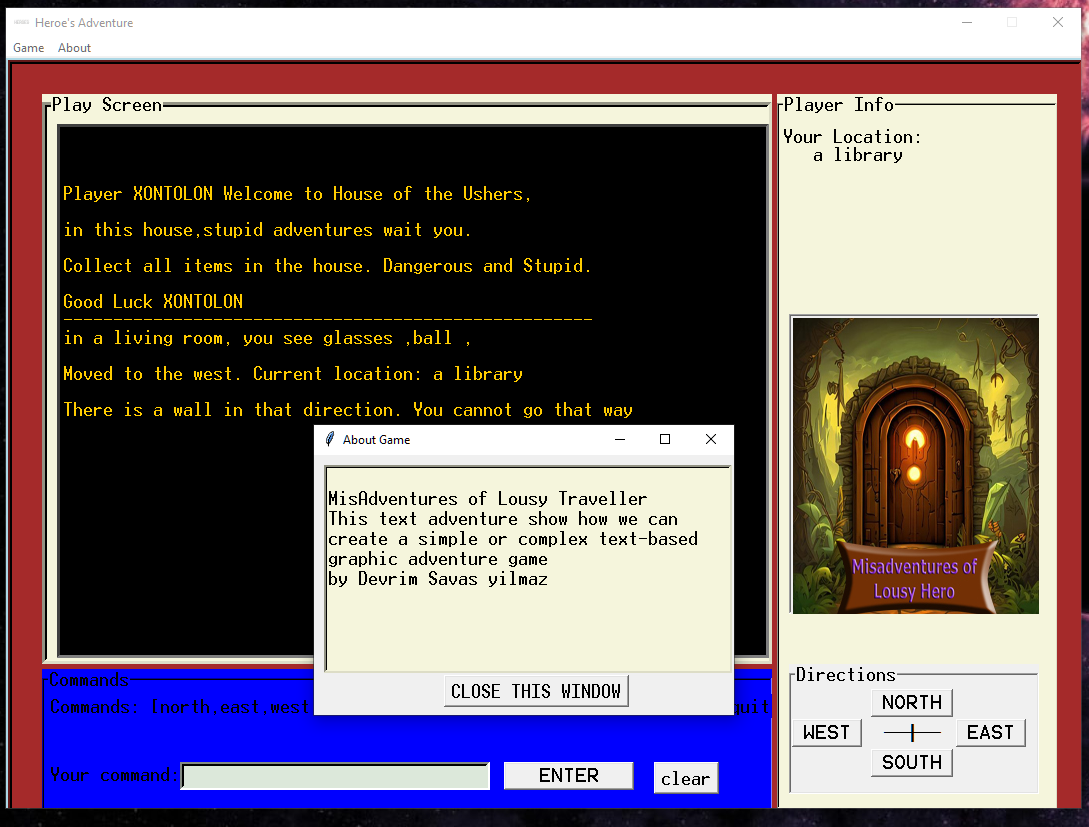 Heroe's Adventure
Game About
Play Screen
Player XONTOLON Welcome to House of the Ushers,
in this house,stupid adventures wait you.
Collect all items in the house. Dangerous and Stupid.
Good Luck XONTOLON
-----------------------------------------------------
in a living room, you see glasses ,ball ,
Moved to the west. Current location: a library
There is a wall in that direction. You cannot go that way
About Game
MisAdventures of Lousy Traveller
This text adventure show how we can
create a simple or complex text-based
graphic adventure game
by Devrim Savas yilmaz
CLOSE THIS WINDOW
Commands
Commands: [north,east,west
quit
Your command:
ENTER
clear
Player Info
Your Location:
a library
Misadventures of
Lousy Hero
Directions
NORTH
WEST
EAST
SOUTH